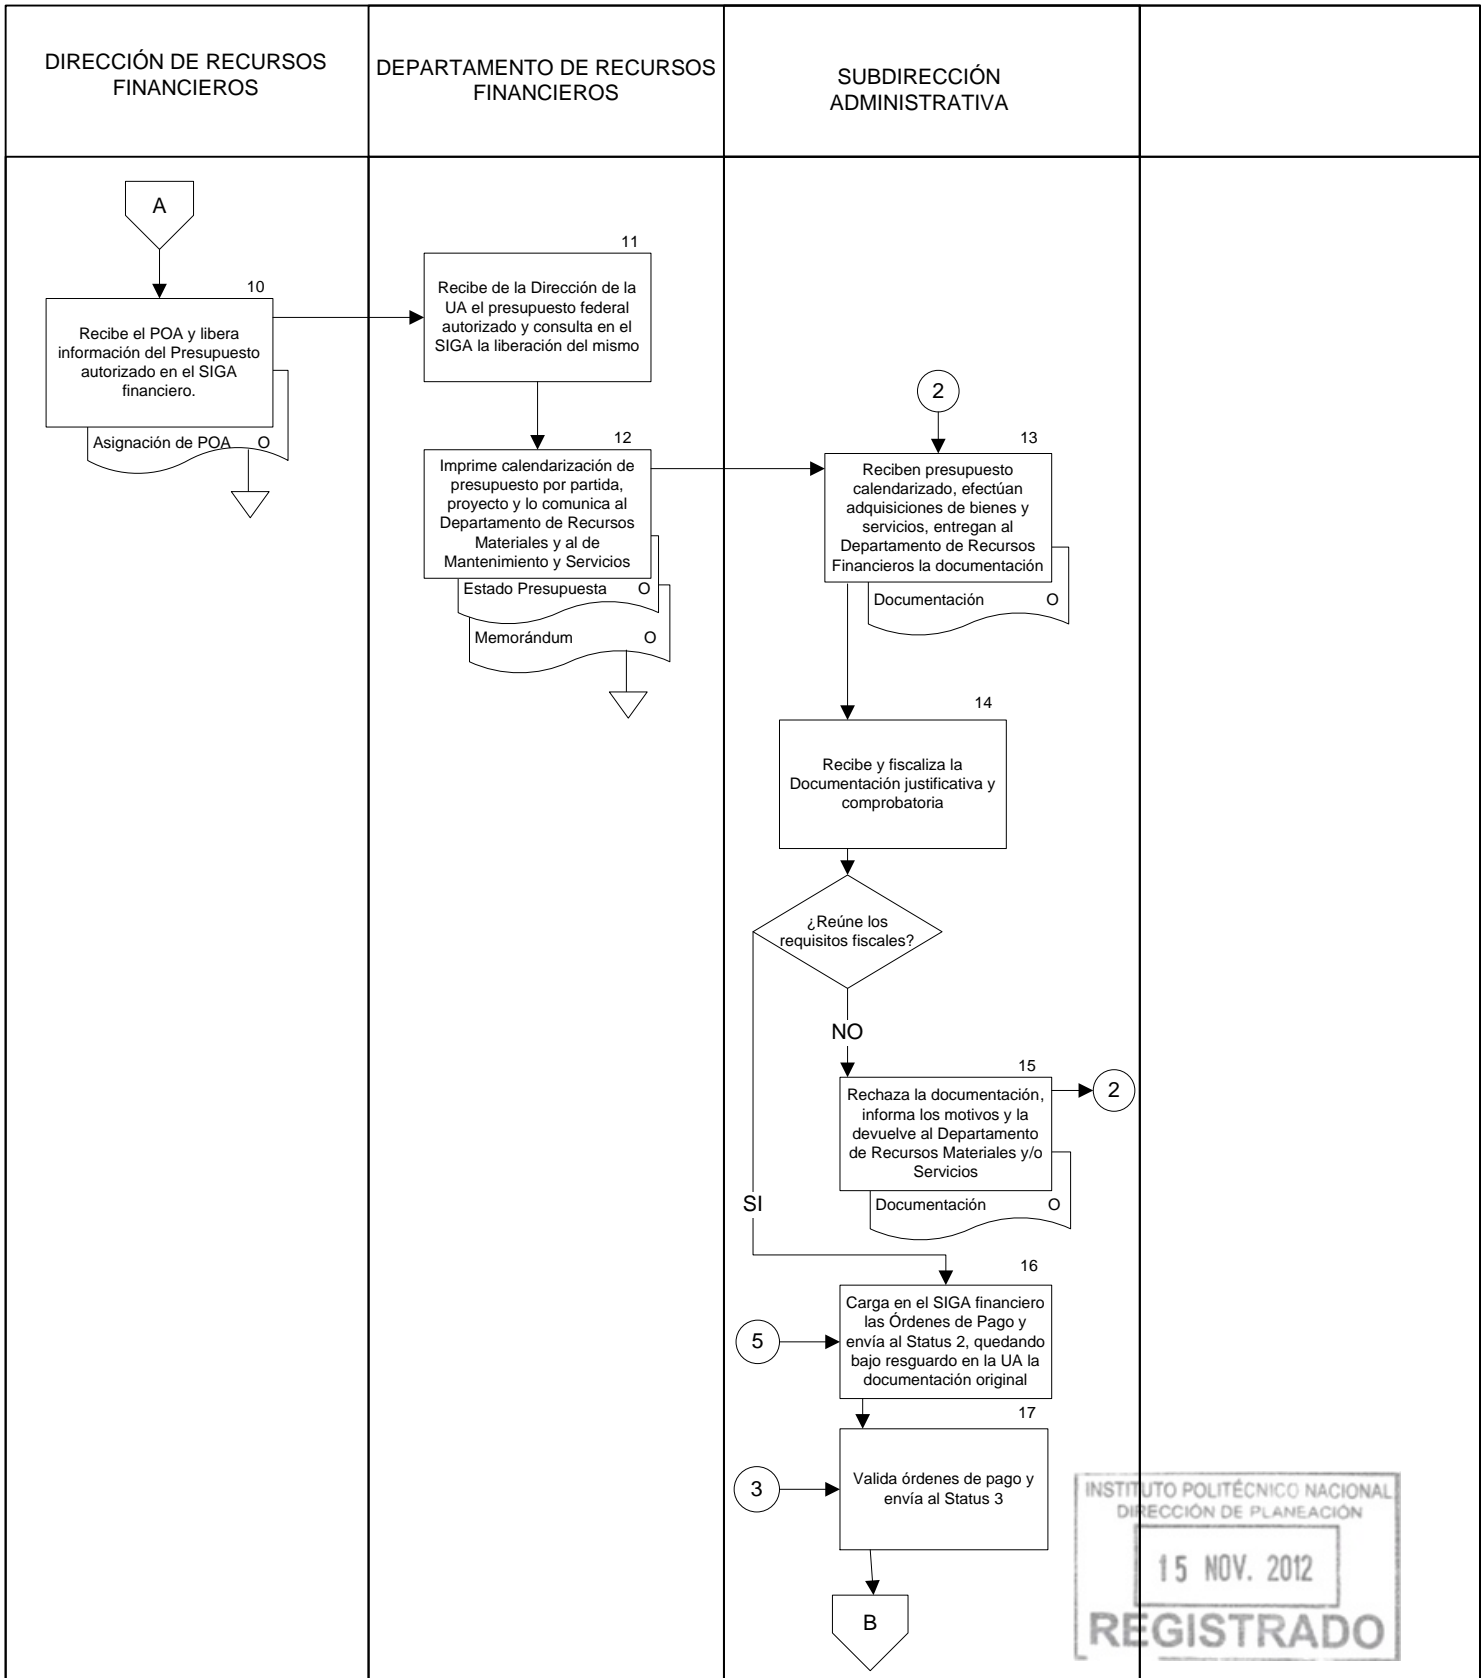 DIRECCIÓN DE RECURSOS
FINANCIEROS
DEPARTAMENTO DE RECURSOS
FINANCIEROS
SUBDIRECCIÓN
ADMINISTRATIVA
A
10
Recibe el POA y libera
información del Presupuesto
autorizado en el SIGA
financiero.
Asignación de POA O
11
Recibe de la Dirección de la
UA el presupuesto federal
autorizado y consulta en el
SIGA la liberación del mismo
12
Imprime calendarización de
presupuesto por partida,
proyecto y lo comunica al
Departamento de Recursos
Materiales y al de
Mantenimiento y Servicios
Estado Presupuesta O
Memorándum O
2
13
Reciben presupuesto
calendarizado, efectúan
adquisiciones de bienes y
servicios, entregan al
Departamento de Recursos
Financieros la documentación
Documentación O
14
Recibe y fiscaliza la
Documentación justificativa y
comprobatoria
¿Reúne los
requisitos fiscales?
NO
15
Rechaza la documentación,
informa los motivos y la
devuelve al Departamento
de Recursos Materiales y/o
Servicios
2
Documentación O
SI
16
Carga en el SIGA financiero
las Órdenes de Pago y
envía al Status 2, quedando
bajo resguardo en la UA la
documentación original
5
17
Valida órdenes de pago y
envía al Status 3
3
B
INSTITUTO POLITÉCNICO NACIONAL
DIRECCIÓN DE PLANEACIÓN
15 NOV. 2012
REGISTRADO